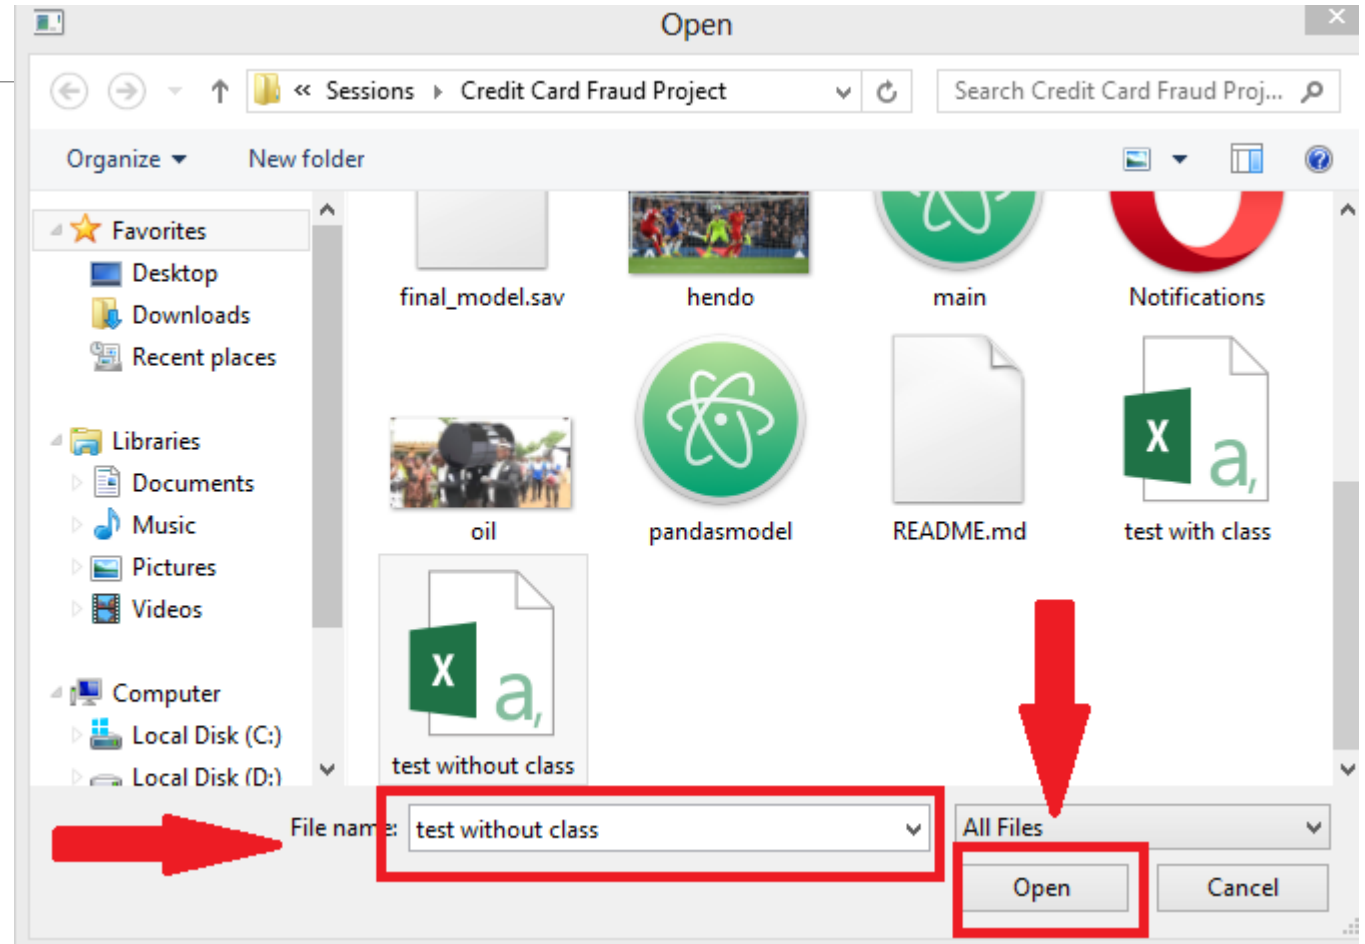 Open
« Sessions Credit Card Fraud Project
Search Credit Card Fraud Proj...
Organize
New folder
Favorites
Desktop
Downloads
Recent places
Libraries
Documents
Music
Pictures
Videos
Computer
Local Disk (C:)
Local Disk (D:)
final_model.sav
hendo
main
Notifications
oil
pandasmodel
README.md
X a,
test with class
X a,
test without class
File name: test without class
All Files
Open
Cancel